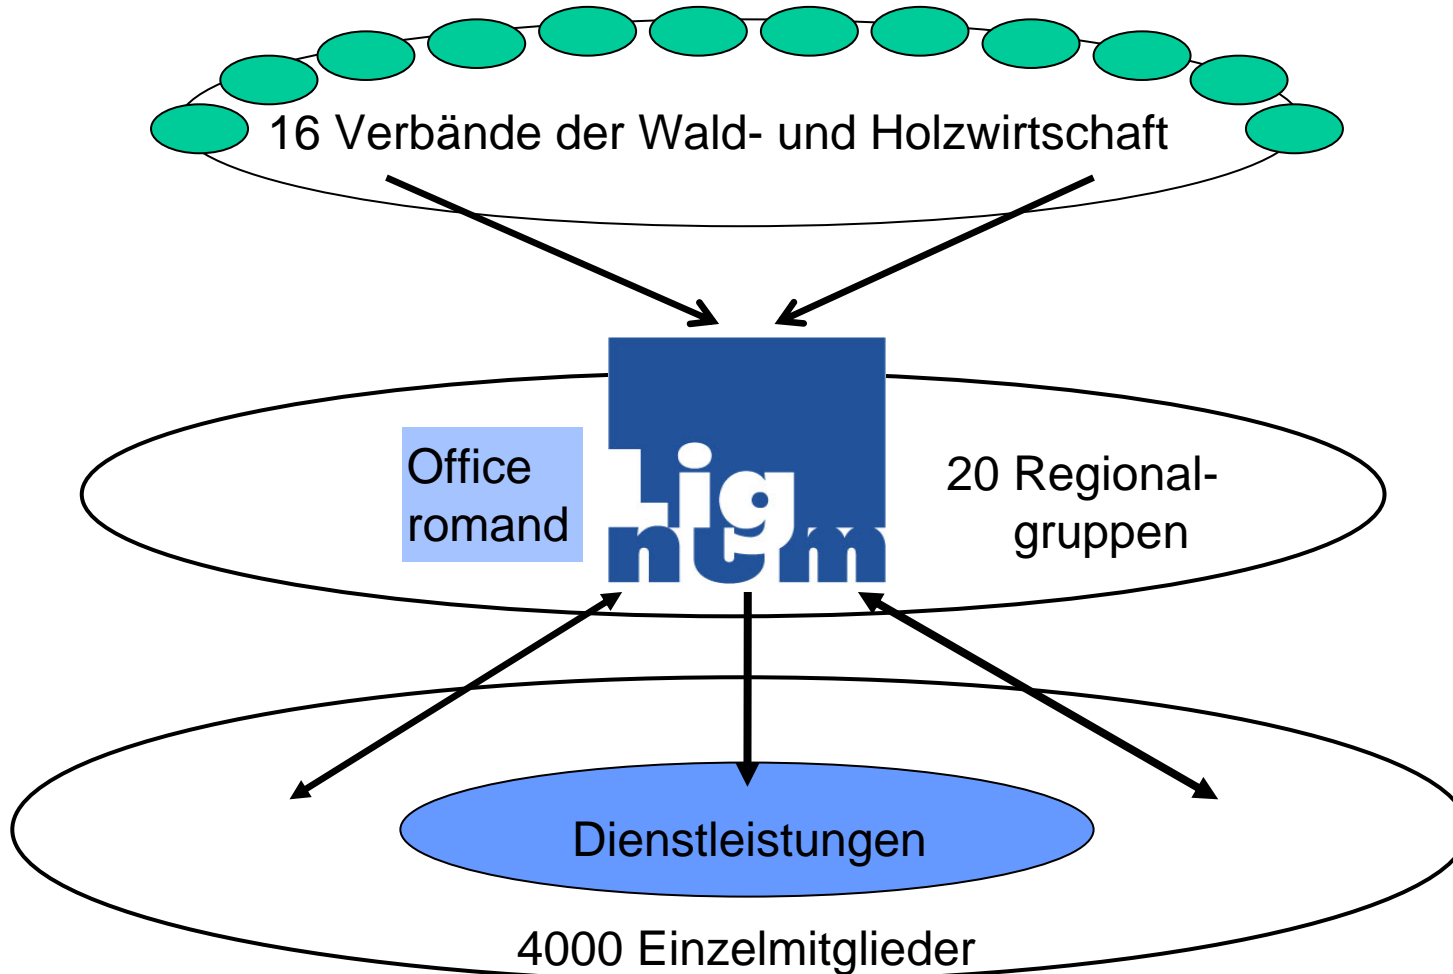 16 Verbände der Wald- und Holzwirtschaft
Office
romand
Lignum
20 Regional-
gruppen
Dienstleistungen
4000 Einzelmitglieder